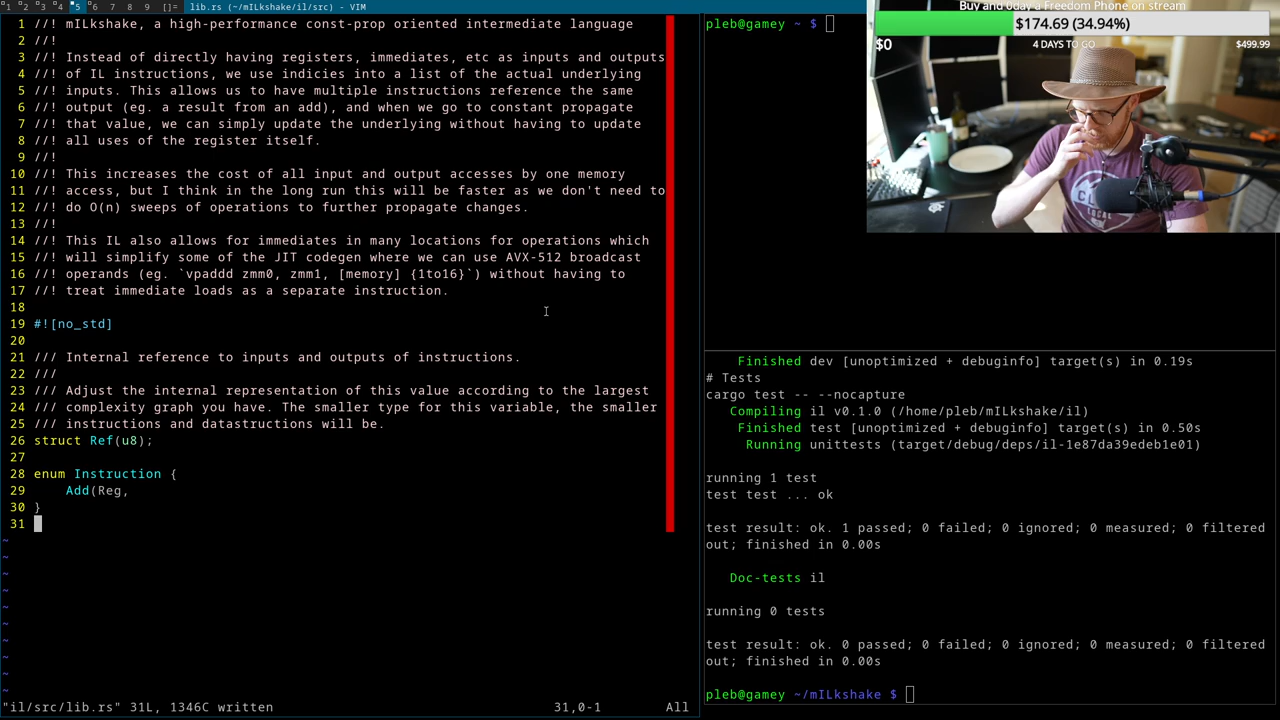 1 2 3 4 5 6 7 8 9 []= lib.rs (~/mILkshake/il/src) - VIM
1 //! mILkshake, a high-performance const-prop oriented intermediate language
2 //!
3 //! Instead of directly having registers, immediates, etc as inputs and outputs
4 //! of IL instructions, we use indicies into a list of the actual underlying
5 //! inputs. This allows us to have multiple instructions reference the same
6 //! output (eg. a result from an add), and when we go to constant propagate
7 //! that value, we can simply update the underlying without having to update
8 //! all uses of the register itself.
9 //!
10 //! This increases the cost of all input and output accesses by one memory
11 //! access, but I think in the long run this will be faster as we don't need to
12 //! do O(n) sweeps of operations to further propagate changes.
13 //!
14 //! This IL also allows for immediates in many locations for operations which
15 //! will simplify some of the JIT codegen where we can use AVX-512 broadcast
16 //! operands (eg. `vpaddd zmm0, zmm1, [memory] {1to16}`) without having to
17 //! treat immediate loads as a separate instruction.
18
19 #![no_std]
20
21 /// Internal reference to inputs and outputs of instructions.
22 ///
23 /// Adjust the internal representation of this value according to the largest
24 /// complexity graph you have. The smaller type for this variable, the smaller
25 /// instructions and datastructions will be.
26 struct Ref(u8);
27
28 enum Instruction {
29     Add(Reg,
30 }
31
~
~
~
~
~
~
~
~
~
~
"il/src/lib.rs" 31L, 1346C written 31,0-1 All
pleb@gamey ~ $
Buy and 0day a Freedom Phone on stream
$174.69 (34.94%)
$0 4 DAYS TO GO $499.99
Finished dev [unoptimized + debuginfo] target(s) in 0.19s
# Tests
cargo test -- --nocapture
Compiling il v0.1.0 (/home/pleb/mILkshake/il)
Finished test [unoptimized + debuginfo] target(s) in 0.50s
Running unittests (target/debug/deps/il-1e87da39edeb1e01)
running 1 test
test test ... ok
test result: ok. 1 passed; 0 failed; 0 ignored; 0 measured; 0 filtered
out; finished in 0.00s
Doc-tests il
running 0 tests
test result: ok. 0 passed; 0 failed; 0 ignored; 0 measured; 0 filtered
out; finished in 0.00s
pleb@gamey ~/mILkshake $